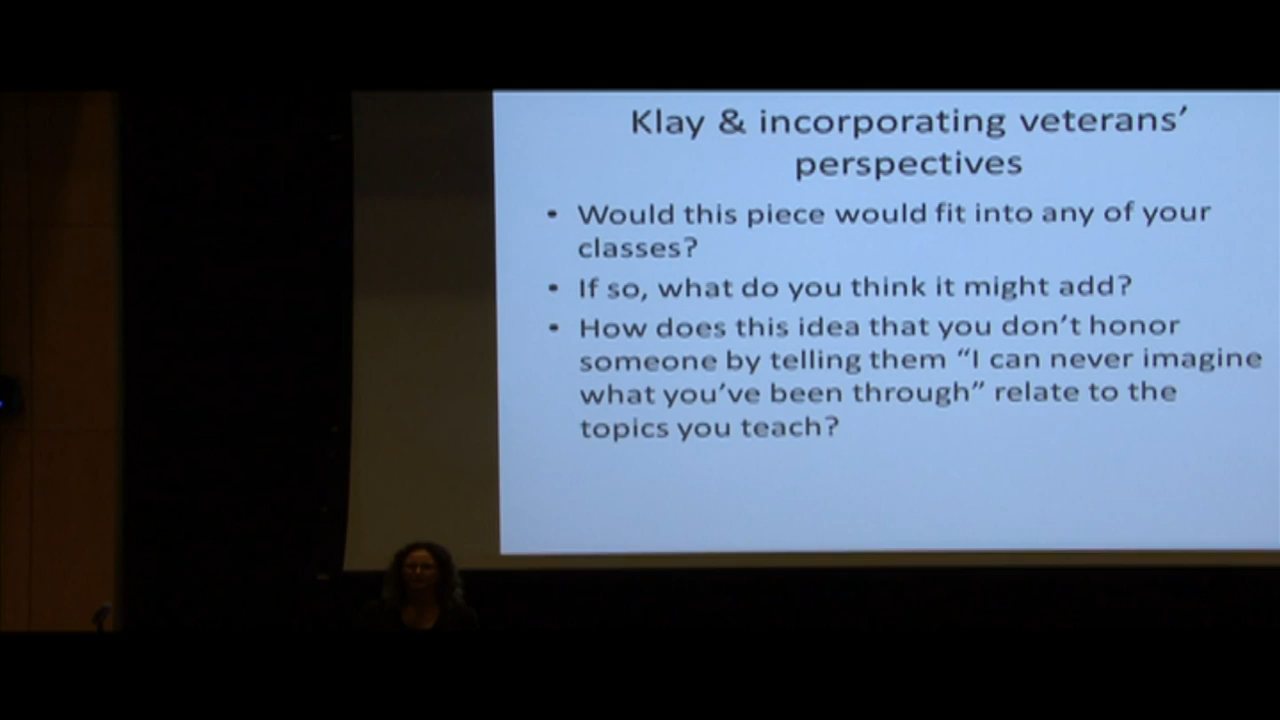 Klay & incorporating veterans'
perspectives
• Would this piece would fit into any of your
classes?
• If so, what do you think it might add?
• How does this idea that you don't honor
someone by telling them “I can never imagine
what you've been through” relate to the
topics you teach?